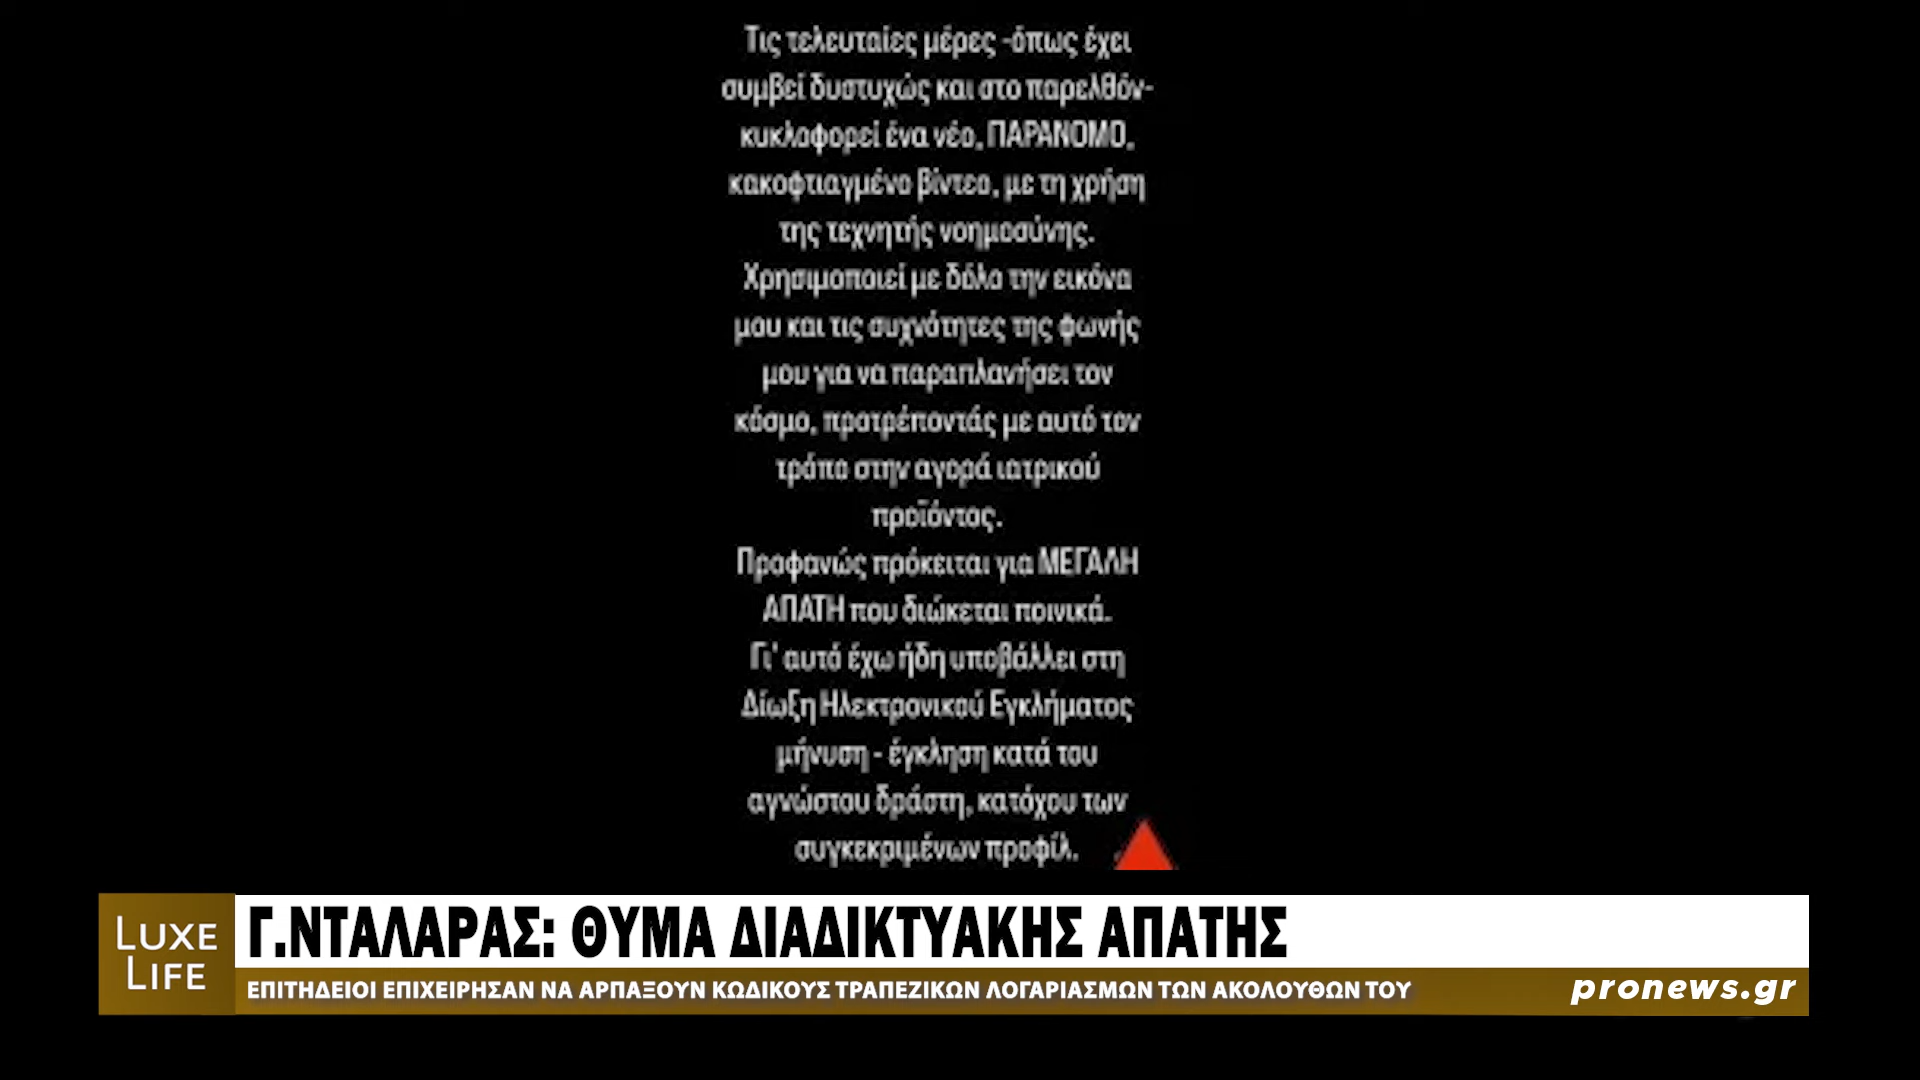 Τις τελευταίες μέρες -όπως έχει
συμβεί δυστυχώς και στο παρελθόν-
κυκλοφορεί ένα νέο, ΠΑΡΑΝΟΜΟ,
κακοφτιαγμένο βίντεο, με τη χρήση
της τεχνητής νοημοσύνης.
Χρησιμοποιεί με δόλο την εικόνα
μου και τις συχνότητες της φωνής
μου για να παραπλανήσει τον
κόσμο, προτρέποντάς με αυτό τον
τρόπο στην αγορά ιατρικού
προϊόντος.
Προφανώς πρόκειται για ΜΕΓΑΛΗ
ΑΠΑΤΗ που διώκεται ποινικά.
Γι' αυτό έχω ήδη υποβάλλει στη
Δίωξη Ηλεκτρονικού Εγκλήματος
μήνυση - έγκληση κατά του
αγνώστου δράστη, κατόχου των
συγκεκριμένων προφίλ.
LUXE
LIFE
Γ.ΝΤΑΛΑΡΑΣ: ΘΥΜΑ ΔΙΑΔΙΚΤΥΑΚΗΣ ΑΠΑΤΗΣ
ΕΠΙΤΗΔΕΙΟΙ ΕΠΙΧΕΙΡΗΣΑΝ ΝΑ ΑΡΠΑΞΟΥΝ ΚΩΔΙΚΟΥΣ ΤΡΑΠΕΖΙΚΩΝ ΛΟΓΑΡΙΑΣΜΩΝ ΤΩΝ ΑΚΟΛΟΥΘΩΝ ΤΟΥ
pronews.gr